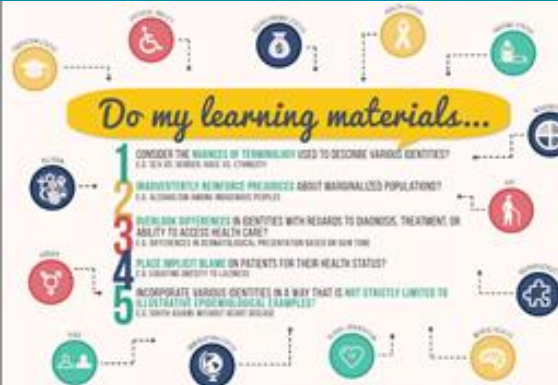 Do my learning materials...
1 CONSIDER THE NUANCES OF TERMINOLOGY USED TO DESCRIBE VARIOUS IDENTITIES?
E.G. SEX VS. GENDER, RACE VS. ETHNICITY
2 INADVERTENTLY REINFORCE PREJUDICES ABOUT MARGINALIZED POPULATIONS?
E.G. ALCOHOLISM AMONG INDIGENOUS PEOPLES
3 OVERLOOK DIFFERENCES IN IDENTITIES WITH REGARDS TO DIAGNOSIS, TREATMENT, OR
ABILITY TO ACCESS HEALTH CARE?
E.G. DIFFERENCES IN DERMATOLOGICAL PRESENTATION BASED ON SKIN TONE
4 PLACE IMPLICIT BLAME ON PATIENTS FOR THEIR HEALTH STATUS?
E.G. EQUATING OBESITY TO LAZINESS
5 INCORPORATE VARIOUS IDENTITIES IN A WAY THAT IS NOT STRICTLY LIMITED TO
ILLUSTRATIVE EPIDEMIOLOGICAL EXAMPLES?
E.G. SOUTH ASIANS WITHOUT HEART DISEASE